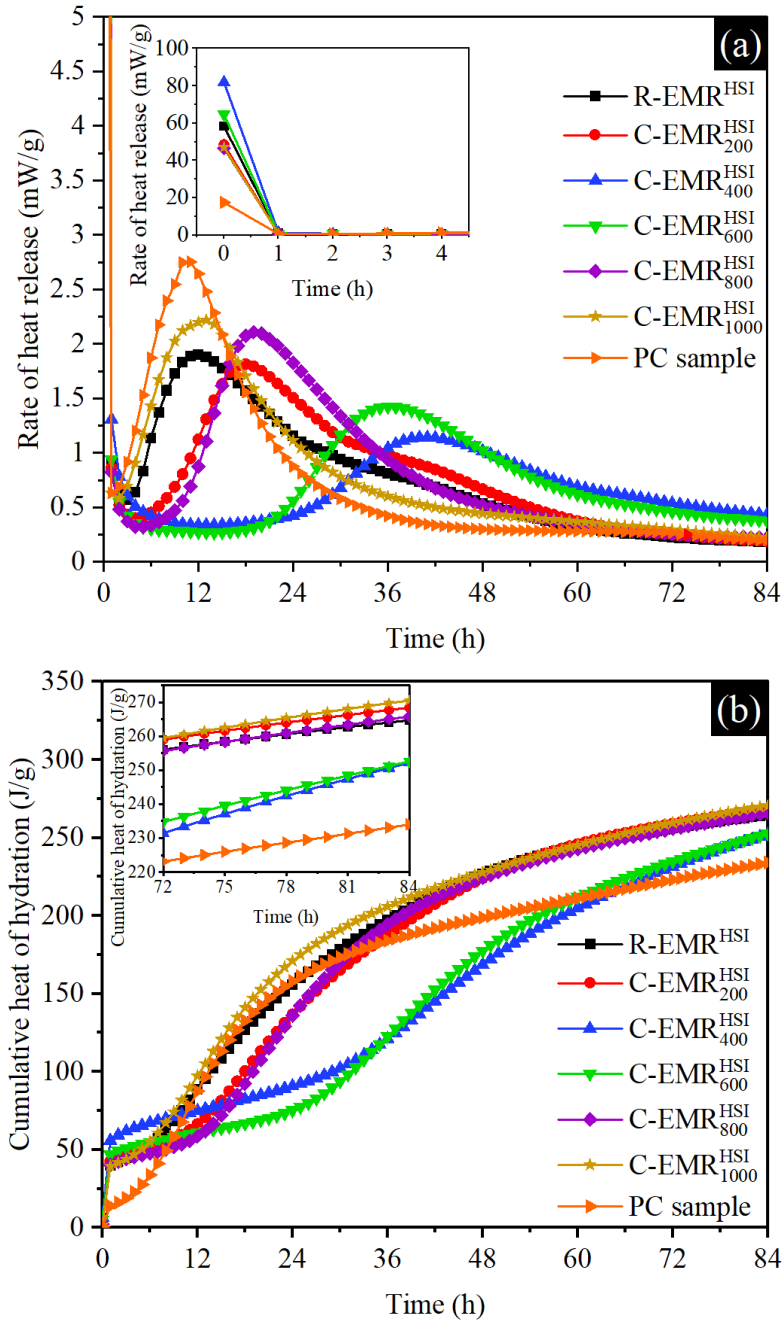 (a)
Rate of heat release (mW/g)
5
4.5
4
3.5
3
2.5
2
1.5
1
0.5
0
0 12 24 36 48 60 72 84
Time (h)
Rate of heat release (mW/g)
100
80
60
40
20
0
0 1 2 3 4
Time (h)
R-EMR^HSI
C-EMR^HSI_200
C-EMR^HSI_400
C-EMR^HSI_600
C-EMR^HSI_800
C-EMR^HSI_1000
PC sample
(b)
Cumulative heat of hydration (J/g)
350
300
250
200
150
100
50
0
0 12 24 36 48 60 72 84
Time (h)
Cumulative heat of hydration (J/g)
270
260
250
240
230
220
72 75 78 81 84
Time (h)
R-EMR^HSI
C-EMR^HSI_200
C-EMR^HSI_400
C-EMR^HSI_600
C-EMR^HSI_800
C-EMR^HSI_1000
PC sample